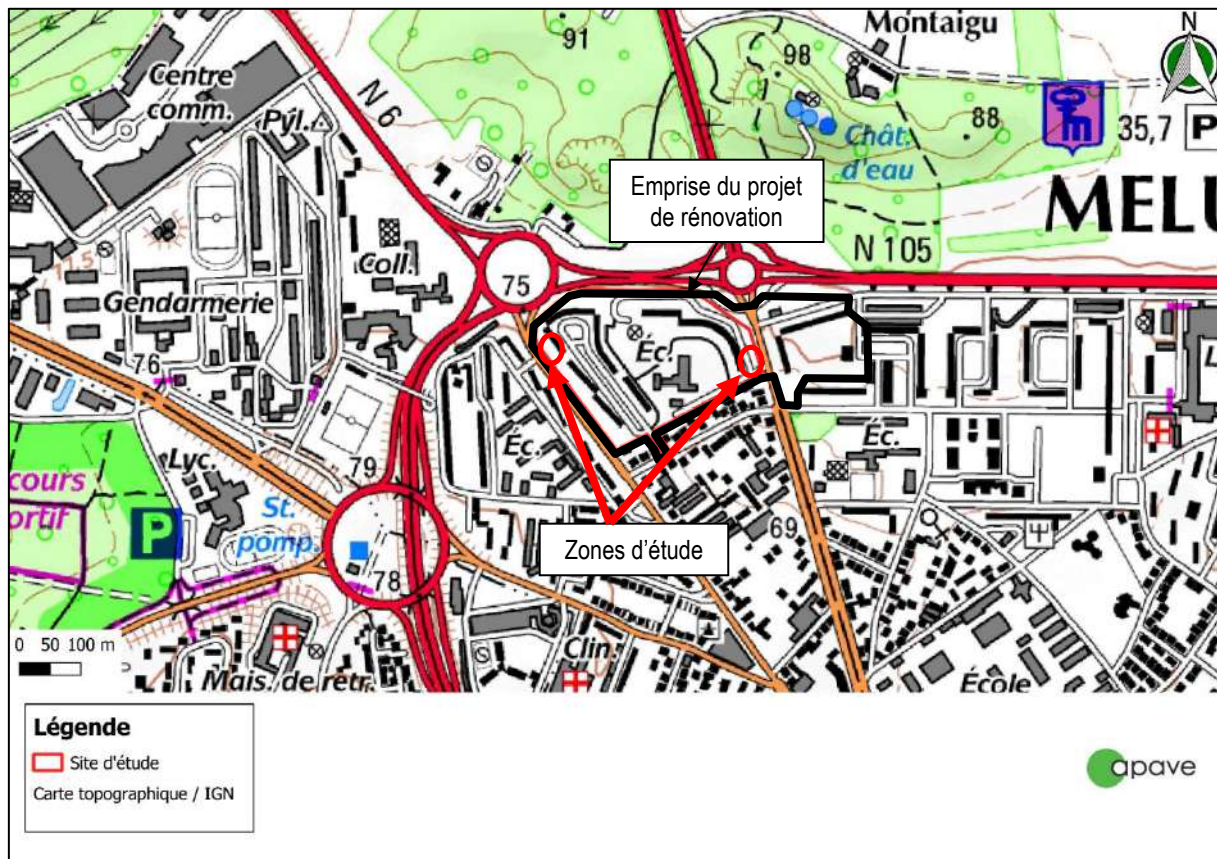 Montaigu
N
91
98
Centre
comm.
N 6
Pyl.
88
35,7
P
Chât.
d'eau
Emprise du projet
de rénovation
MELU
N 105
Coll.
75
Gendarmerie
76
Éc.
Éc.
Éc.
Lyc.
79
cours
ortif
P
St.
pomp.
Zones d'étude
69
78
0 50 100 m
Clin.
Mais. de retr.
École
Légende
Site d'étude
Carte topographique / IGN
apave